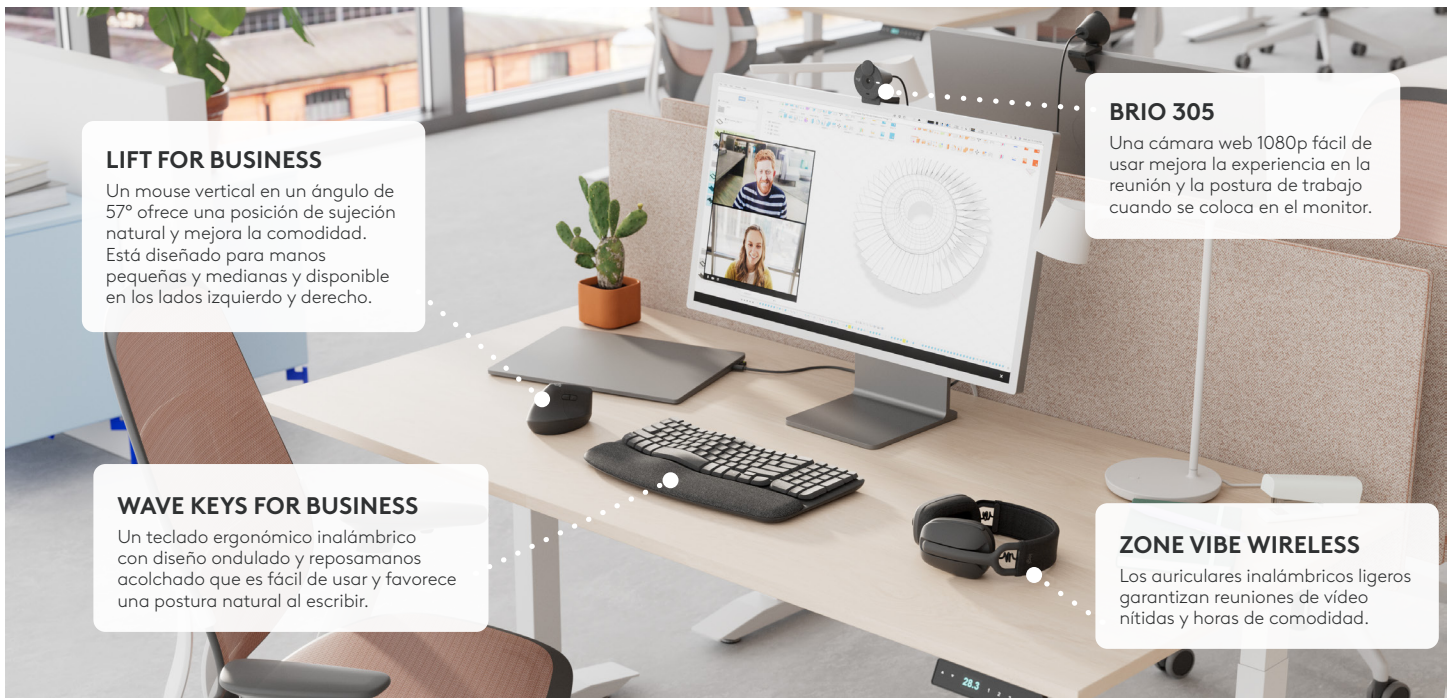 LIFT FOR BUSINESS
Un mouse vertical en un ángulo de
57° ofrece una posición de sujeción
natural y mejora la comodidad.
Está diseñado para manos
pequeñas y medianas y disponible
en los lados izquierdo y derecho.
BRIO 305
Una cámara web 1080p fácil de
usar mejora la experiencia en la
reunión y la postura de trabajo
cuando se coloca en el monitor.
WAVE KEYS FOR BUSINESS
Un teclado ergonómico inalámbrico
con diseño ondulado y reposamanos
acolchado que es fácil de usar y favorece
una postura natural al escribir.
ZONE VIBE WIRELESS
Los auriculares inalámbricos ligeros
garantizan reuniones de vídeo
nítidas y horas de comodidad.
28.3